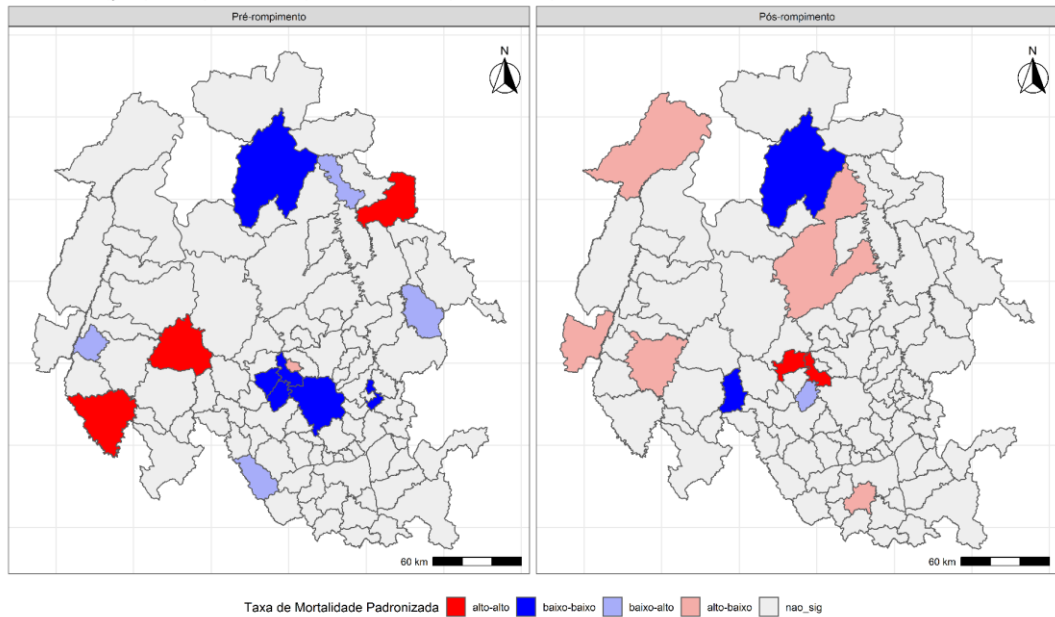 Pré-rompimento
Pós-rompimento
N
N
60 km
60 km
Taxa de Mortalidade Padronizada alto-alto baixo-baixo baixo-alto alto-baixo nao_sig